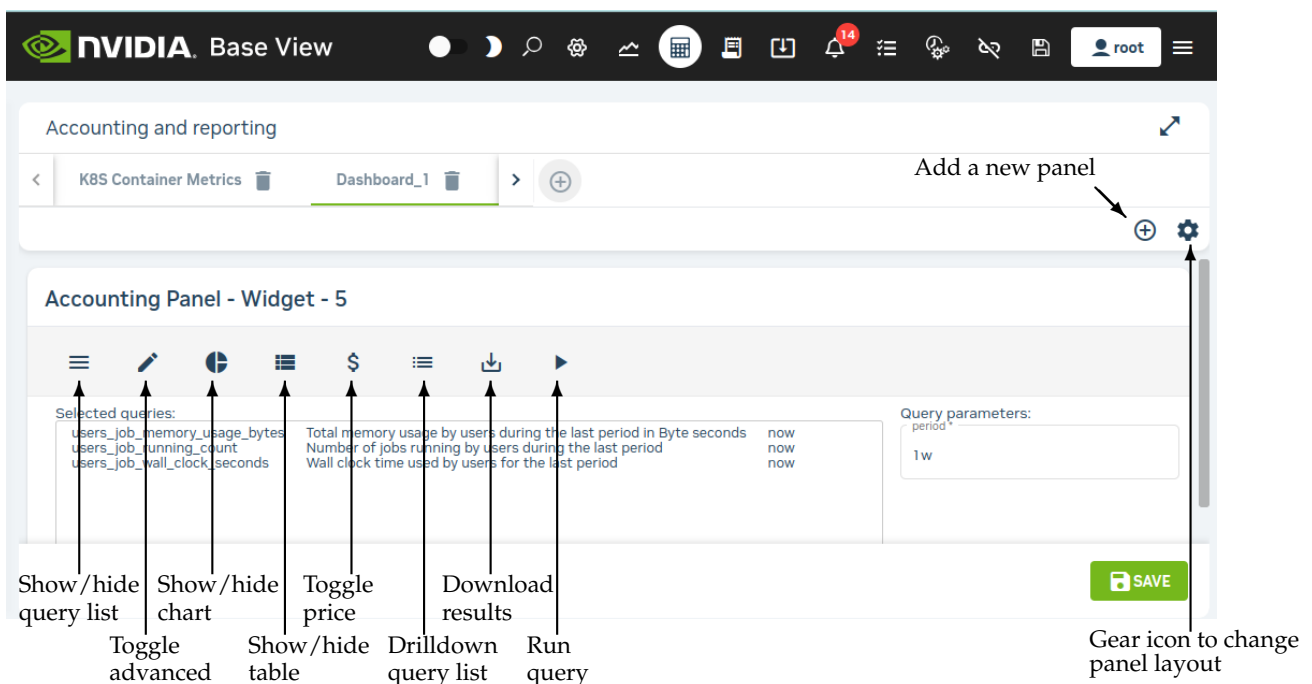 NVIDIA. Base View
14
root
Accounting and reporting
K8S Container Metrics
Dashboard_1
Add a new panel
Accounting Panel - Widget - 5
Selected queries:
users_job_memory_usage_bytes Total memory usage by users during the last period in Byte seconds now
users_job_running_count Number of jobs running by users during the last period now
users_job_wall_clock_seconds Wall clock time used by users for the last period now
Query parameters:
period *
1w
SAVE
Show/hide
query list
Show/hide
chart
Toggle
price
Download
results
Toggle
advanced
Show/hide
table
Drilldown
query list
Run
query
Gear icon to change
panel layout